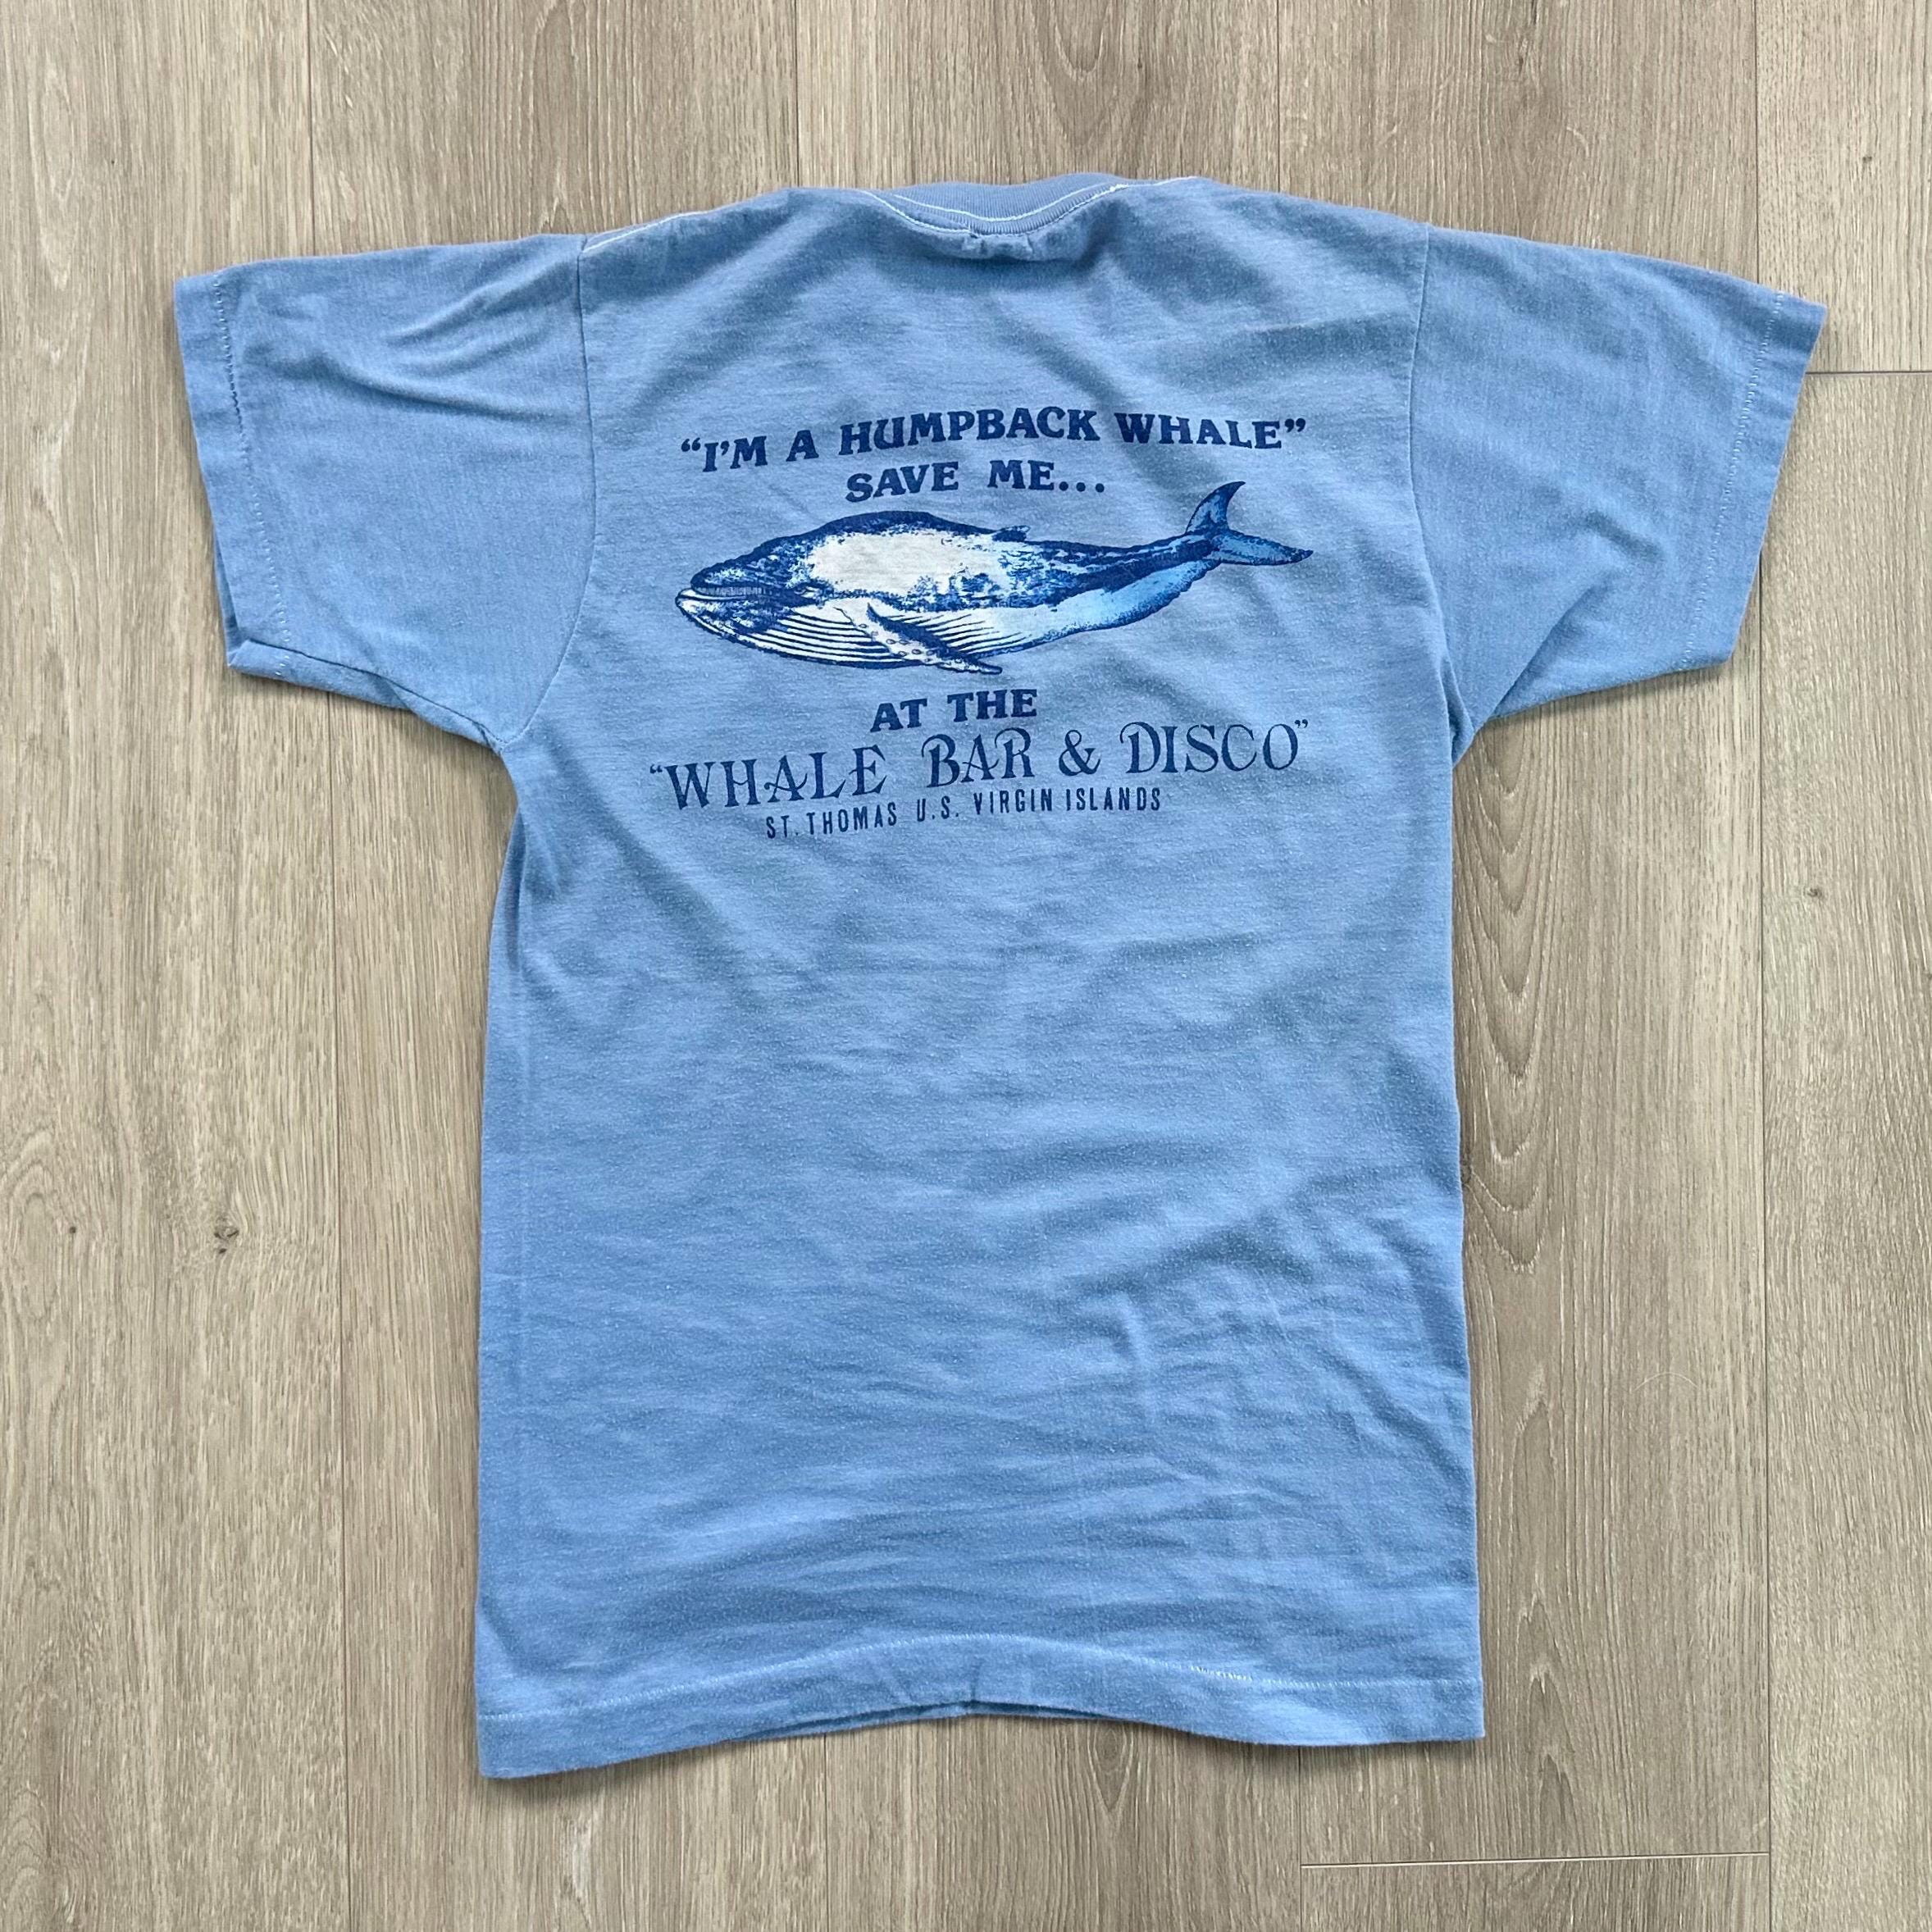 “I’M A HUMPBACK WHALE”
SAVE ME...
AT THE
“WHALE BAR & DISCO”
ST. THOMAS U.S. VIRGIN ISLANDS